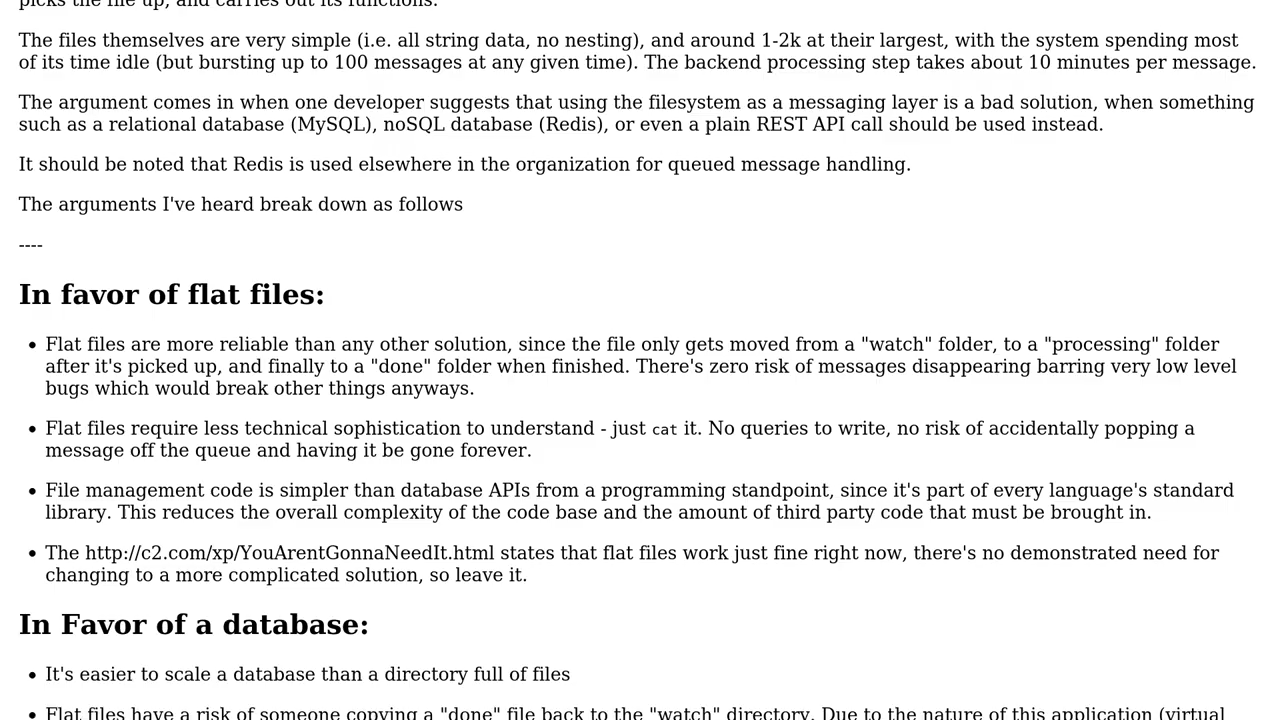 picks the file up, and carries out its functions.
The files themselves are very simple (i.e. all string data, no nesting), and around 1-2k at their largest, with the system spending most
of its time idle (but bursting up to 100 messages at any given time). The backend processing step takes about 10 minutes per message.
The argument comes in when one developer suggests that using the filesystem as a messaging layer is a bad solution, when something
such as a relational database (MySQL), noSQL database (Redis), or even a plain REST API call should be used instead.
It should be noted that Redis is used elsewhere in the organization for queued message handling.
The arguments I've heard break down as follows
----
In favor of flat files:
• Flat files are more reliable than any other solution, since the file only gets moved from a "watch" folder, to a "processing" folder
after it's picked up, and finally to a "done" folder when finished. There's zero risk of messages disappearing barring very low level
bugs which would break other things anyways.
• Flat files require less technical sophistication to understand - just cat it. No queries to write, no risk of accidentally popping a
message off the queue and having it be gone forever.
• File management code is simpler than database APIs from a programming standpoint, since it's part of every language's standard
library. This reduces the overall complexity of the code base and the amount of third party code that must be brought in.
• The http://c2.com/xp/YouArentGonnaNeedIt.html states that flat files work just fine right now, there's no demonstrated need for
changing to a more complicated solution, so leave it.
In Favor of a database:
• It's easier to scale a database than a directory full of files
• Flat files have a risk of someone copying a "done" file back to the "watch" directory. Due to the nature of this application (virtual